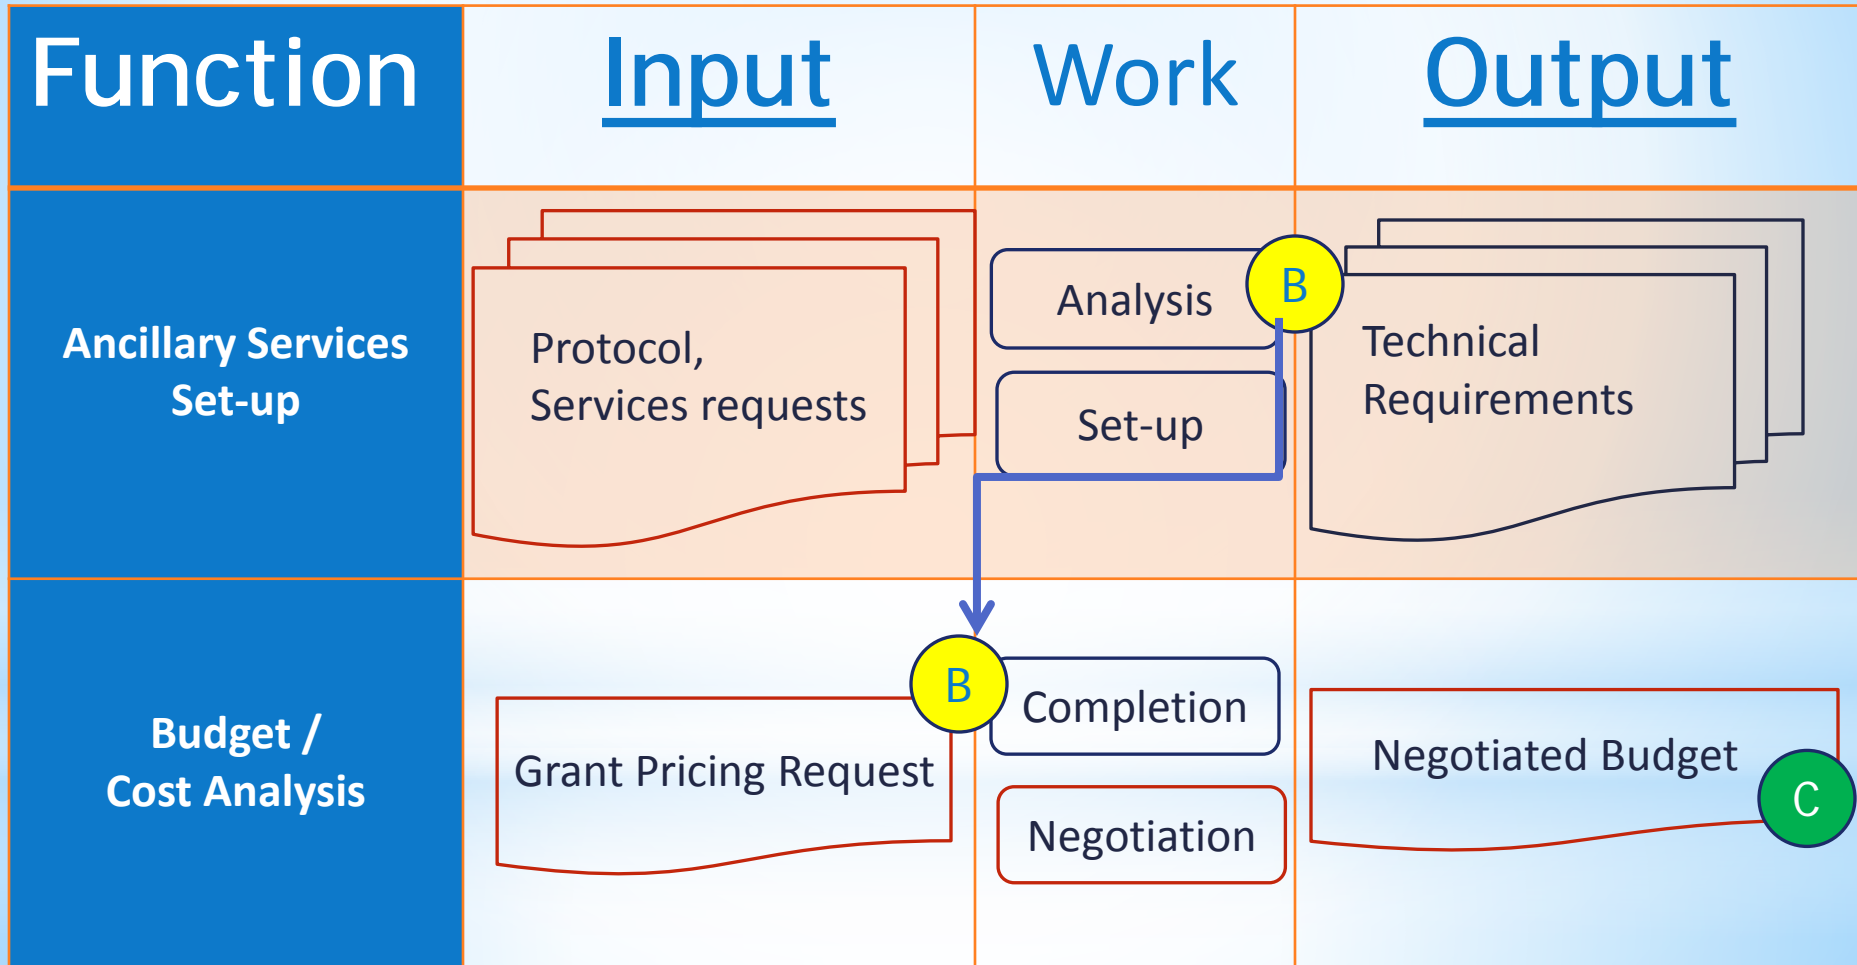 Function
Input
Work
Output
Ancillary Services
Set-up
Protocol,
Services requests
Analysis
B
Set-up
Technical
Requirements
Budget /
Cost Analysis
Grant Pricing Request
B
Completion
Negotiation
Negotiated Budget
C